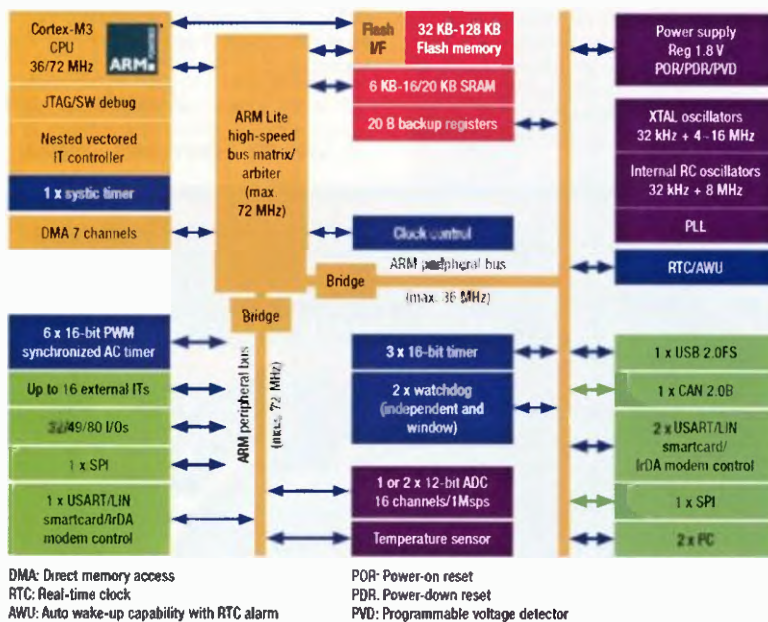 Cortex-M3
CPU
36/72 MHz
ARM
POWERED
JTAG/SW debug
Nested vectored
IT controller
1 x systic timer
DMA 7 channels
ARM Lite
high-speed
bus matrix/
arbiter
(max.
72 MHz)
Flash
I/F
32 KB-128 KB
Flash memory
6 KB-16/20 KB SRAM
20 B backup registers
Clock control
ARM peripheral bus
(max. 36 MHz)
Bridge
Bridge
Power supply
Reg 1.8 V
POR/PDR/PVD
XTAL oscillators
32 kHz + 4-16 MHz
Internal RC oscillators
32 kHz + 8 MHz
PLL
RTC/AWU
6 x 16-bit PWM
synchronized AC timer
Up to 16 external ITs
32/49/80 I/Os
1 x SPI
1 x USART/LIN
smartcard/IrDA
modem control
ARM peripheral bus
(max. 72 MHz)
3 x 16-bit timer
2 x watchdog
(independent and
window)
1 or 2 x 12-bit ADC
16 channels/1Msps
Temperature sensor
1 x USB 2.0FS
1 x CAN 2.0B
2 x USART/LIN
smartcard/
IrDA modem control
1 x SPI
2 x I²C
DMA: Direct memory access
RTC: Real-time clock
AWU: Auto wake-up capability with RTC alarm
POR: Power-on reset
PDR. Power-down reset
PVD: Programmable voltage detector